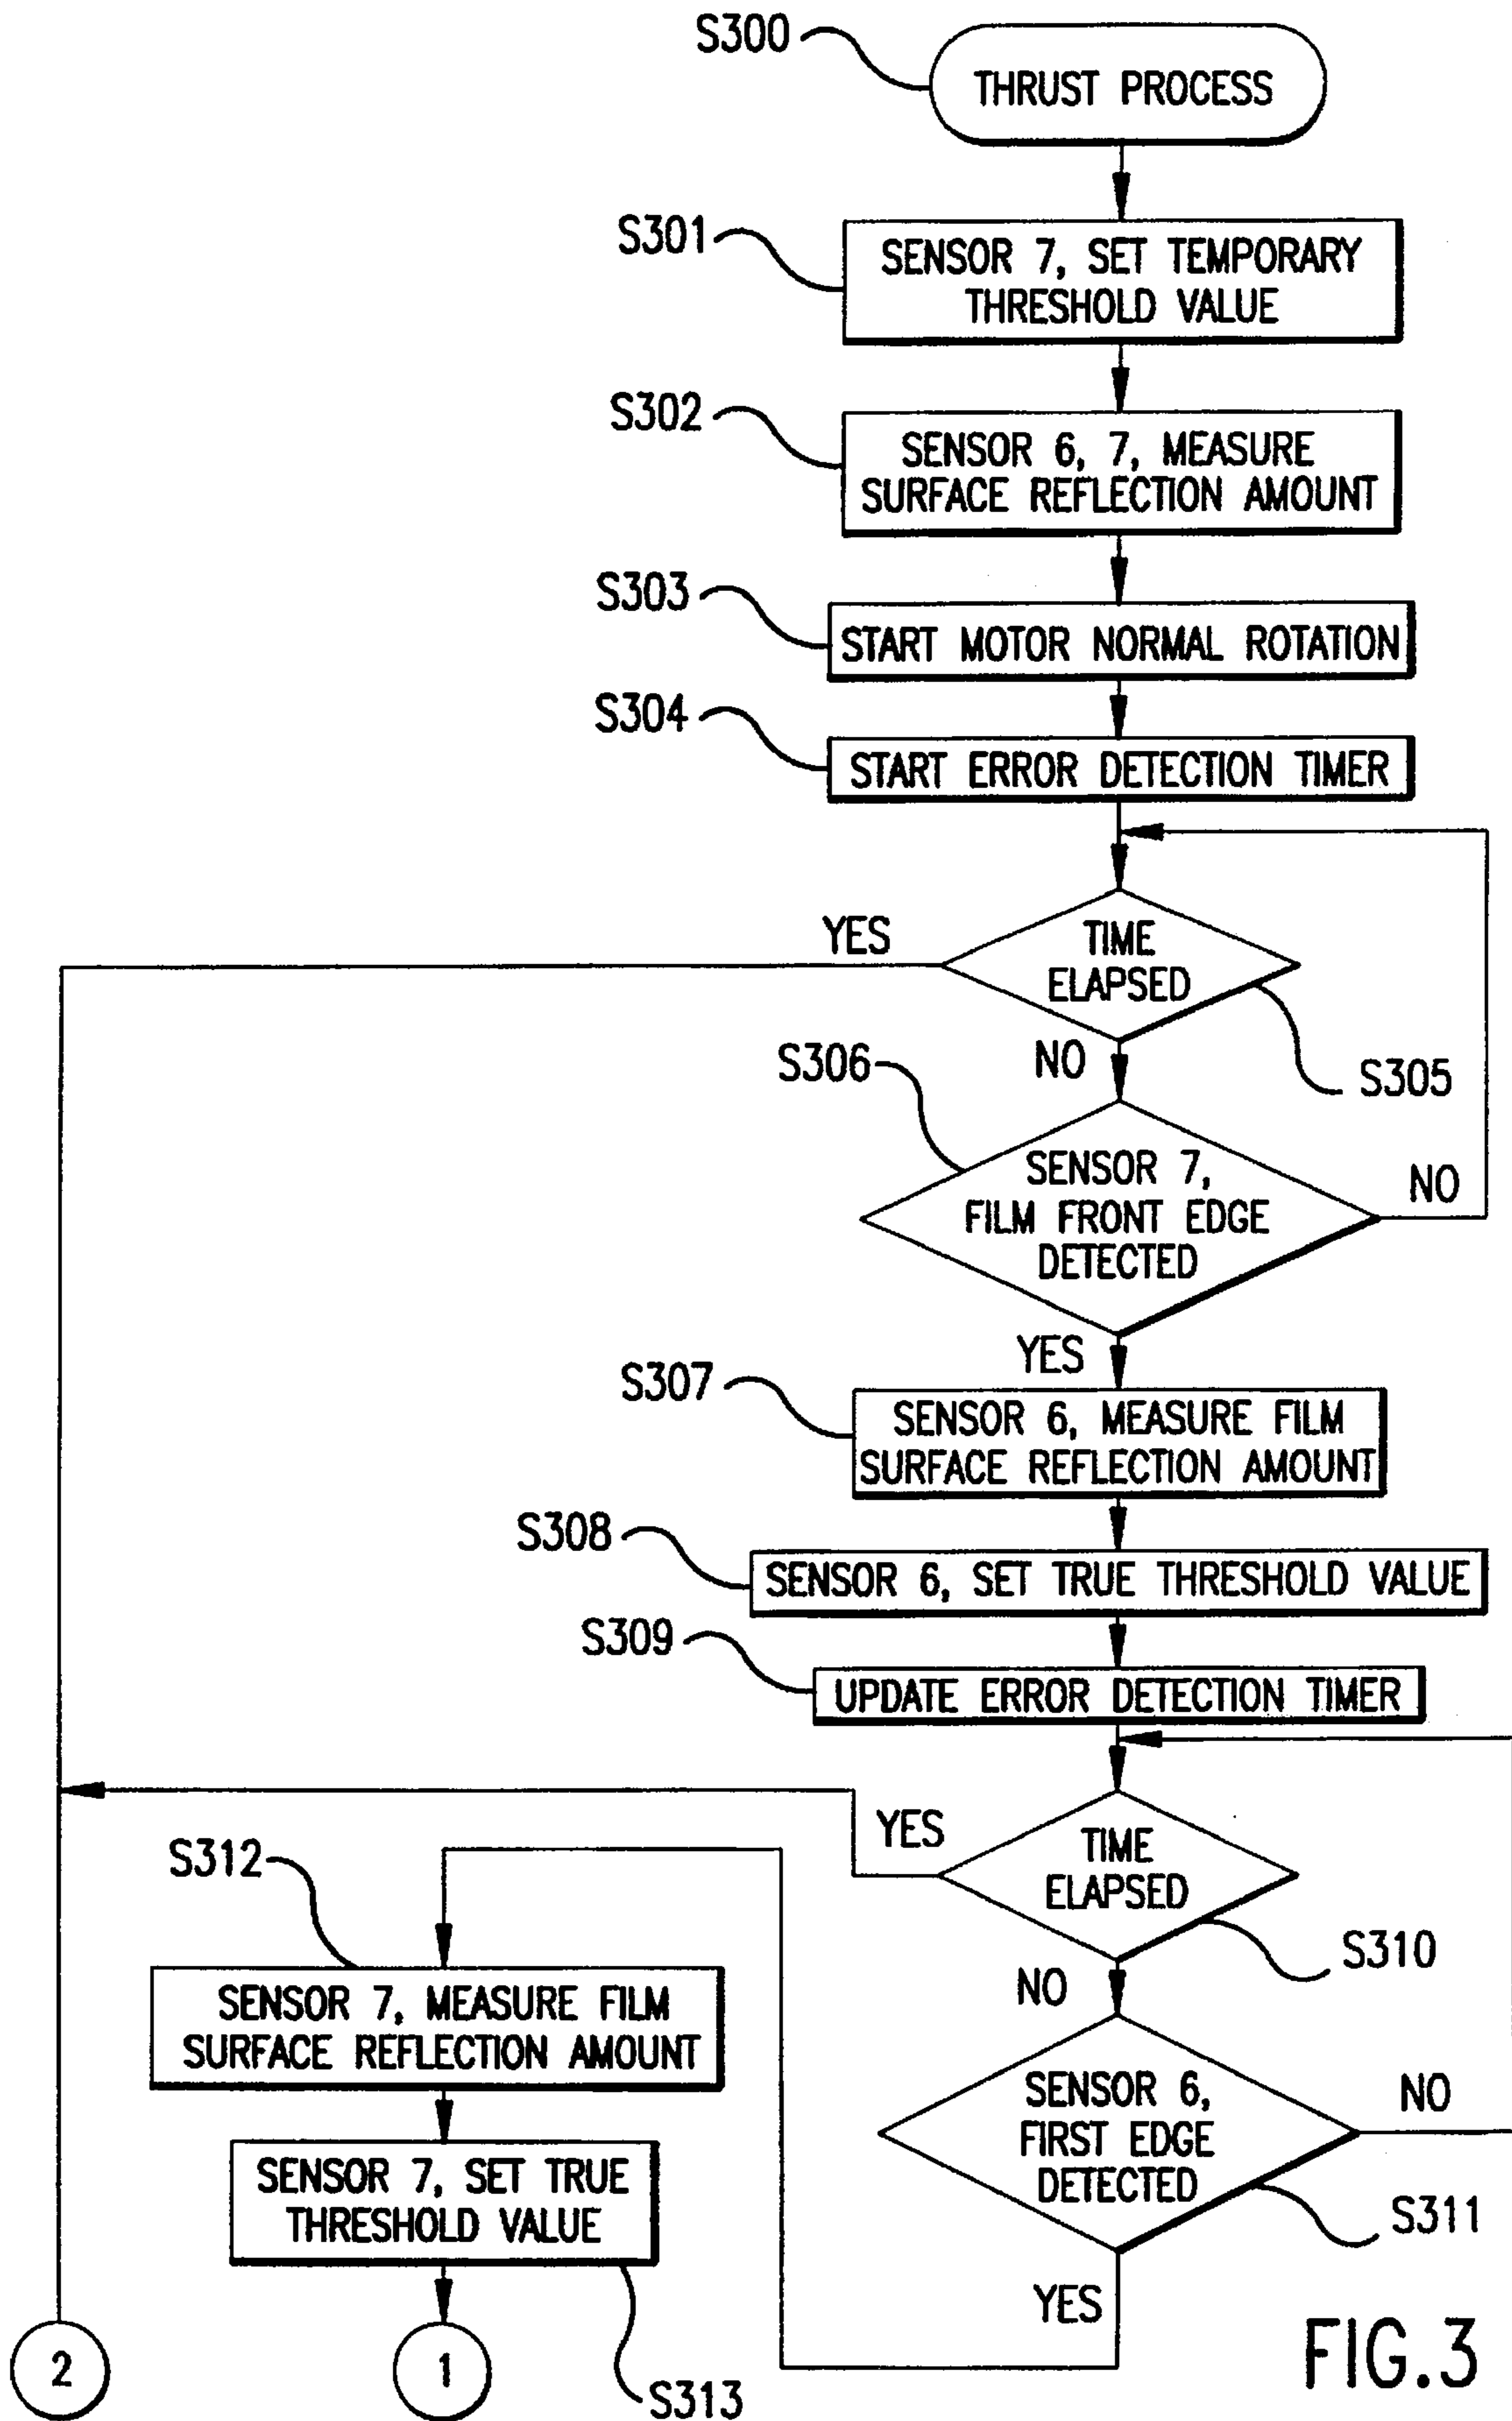 S300
THRUST PROCESS
S301
SENSOR 7, SET TEMPORARY
THRESHOLD VALUE
S302
SENSOR 6, 7, MEASURE
SURFACE REFLECTION AMOUNT
S303
START MOTOR NORMAL ROTATION
S304
START ERROR DETECTION TIMER
YES
TIME
ELAPSED
NO
S305
S306
SENSOR 7,
FILM FRONT EDGE
DETECTED
NO
YES
S307
SENSOR 6, MEASURE FILM
SURFACE REFLECTION AMOUNT
S308
SENSOR 6, SET TRUE THRESHOLD VALUE
S309
UPDATE ERROR DETECTION TIMER
YES
TIME
ELAPSED
S310
NO
S312
SENSOR 7, MEASURE FILM
SURFACE REFLECTION AMOUNT
SENSOR 6,
FIRST EDGE
DETECTED
NO
S311
YES
SENSOR 7, SET TRUE
THRESHOLD VALUE
S313
2
1
FIG.3